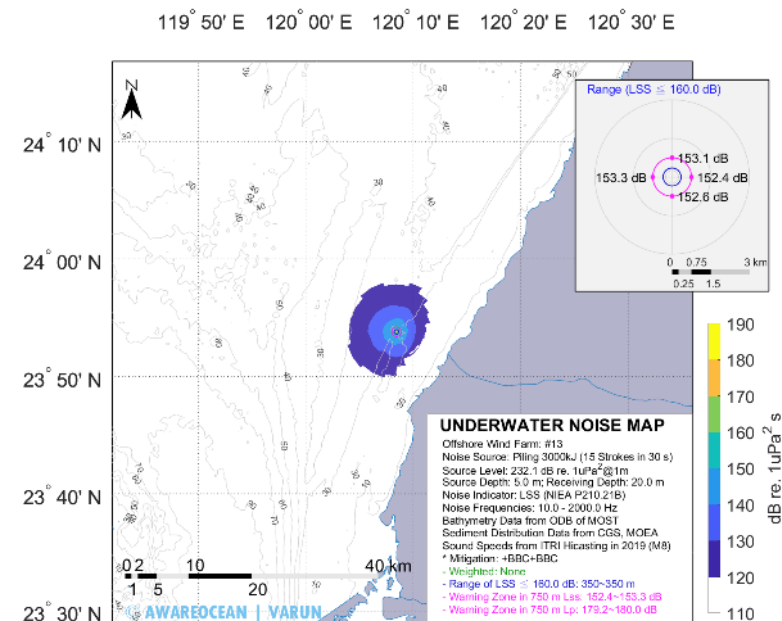 119° 50' E 120° 00' E 120° 10' E 120° 20' E 120° 30' E
24° 10' N
24° 00' N
23° 50' N
23° 40' N
23° 30' N
N
Range (LSS ≦ 160.0 dB)
153.1 dB
153.3 dB
152.4 dB
152.6 dB
0 0.75 3 km
0.25 1.5
190
180
170
160
150
140
130
120
110
dB re. 1uPa² s
UNDERWATER NOISE MAP
Offshore Wind Farm: #13
Noise Source: Piling 3000kJ (15 Strokes in 30 s)
Source Level: 232.1 dB re. 1uPa²@1m
Source Depth: 5.0 m; Receiving Depth: 20.0 m
Noise Indicator: LSS (NIEA P210.21B)
Noise Frequencies: 10.0 - 2000.0 Hz
Bathymetry Data from ODB of MOST
Sediment Distribution Data from CGS, MOEA
Sound Speeds from ITRI Hicasting in 2019 (M8)
* Mitigation: +BBC+BBC
- Weighted: None
- Range of LSS ≦ 160.0 dB: 350~350 m
- Warning Zone in 750 m Lss: 152.4~153.3 dB
- Warning Zone in 750 m Lp: 179.2~180.0 dB
0 2 10 40 km
1 5 20
© AWAREOCEAN | VARUN